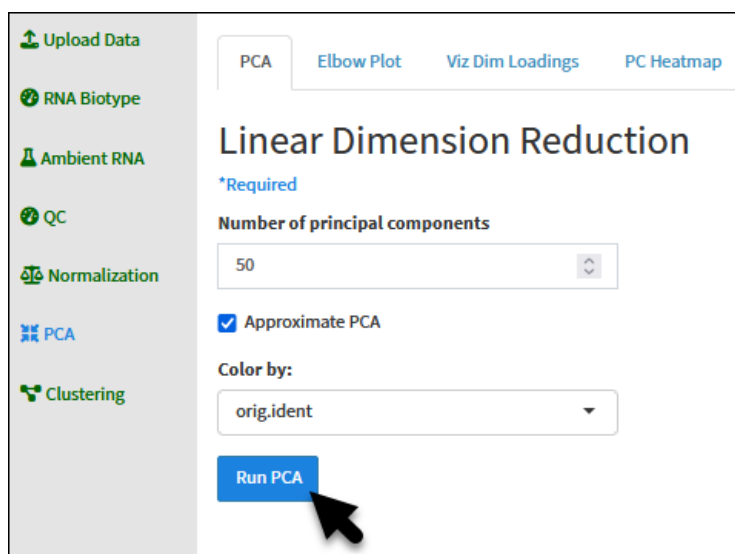 Upload Data
RNA Biotype
Ambient RNA
QC
Normalization
PCA
Clustering
PCA Elbow Plot Viz Dim Loadings PC Heatmap
Linear Dimension Reduction
*Required
Number of principal components
50
Approximate PCA
Color by:
orig.ident
Run PCA